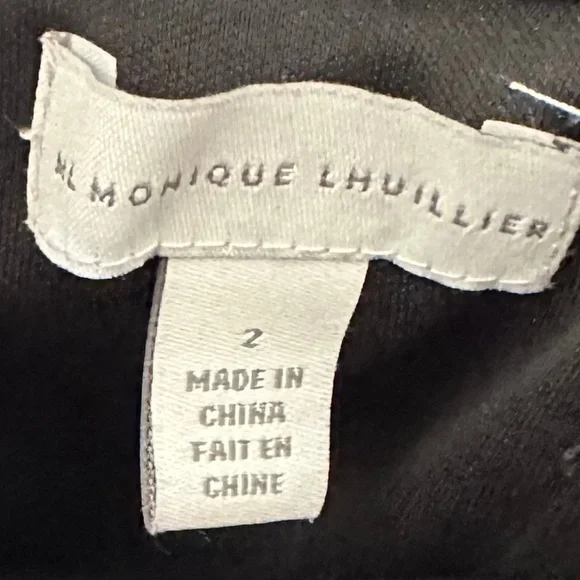 ML MONIQUE LHUILLIER
2
MADE IN
CHINA
FAIT EN
CHINE